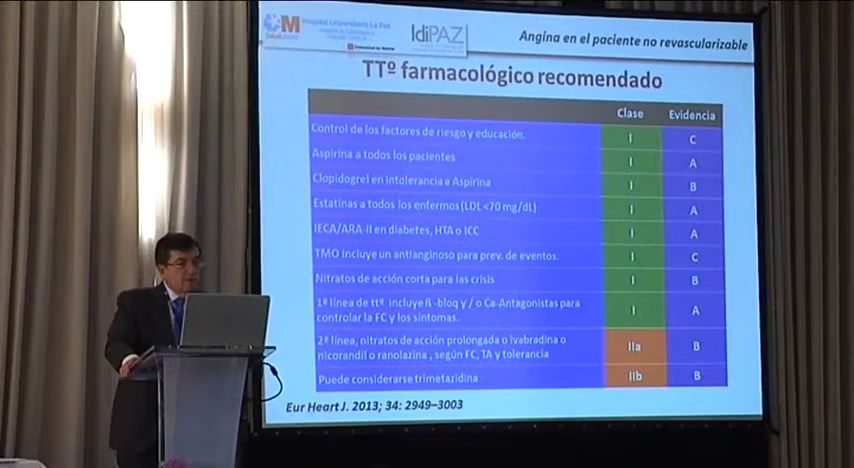 M
Hospital Universitario La Paz
SaludMadrid
Comunidad de Madrid
IdiPAZ
Angina en el paciente no revascularizable
TTº farmacológico recomendado
Clase Evidencia
Control de los factores de riesgo y educación. I C
Aspirina a todos los pacientes I A
Clopidogrel en intolerancia a Aspirina I B
Estatinas a todos los enfermos (LDL <70 mg/dL) I A
IECA/ARA-II en diabetes, HTA o ICC I A
TMO incluye un antianginoso para prev. de eventos. I C
Nitratos de acción corta para las crisis I B
1ª línea de ttº incluye ß -bloq y / o Ca-Antagonistas para
controlar la FC y los síntomas. I A
2ª línea, nitratos de acción prolongada o ivabradina o
nicorandil o ranolazina , según FC, TA y tolerancia IIa B
Puede considerarse trimetazidina IIb B
Eur Heart J. 2013; 34: 2949–3003